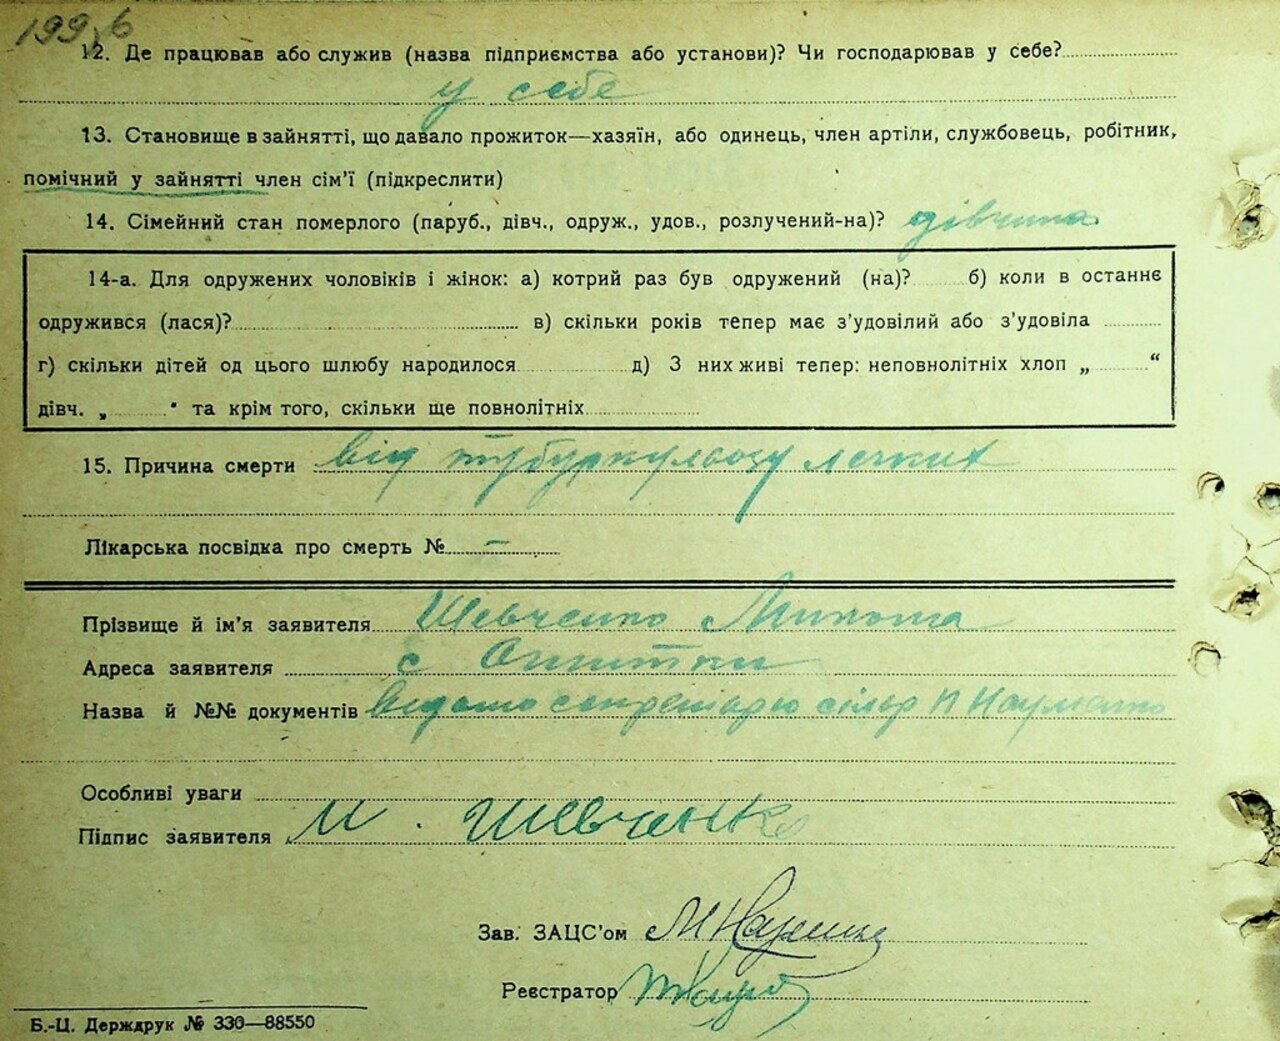 199
12. Де працював або служив (назва підприємства або установи)? Чи господарював у себе?
у себе
13. Становище в зайнятті, що давало прожиток—хазяїн, або одинець, член артіли, службовець, робітник,
помічний у зайнятті член сім'ї (підкреслити)
14. Сімейний стан померлого (паруб., дівч., одруж., удов., розлучений-на)? дівчина
14-а. Для одружених чоловіків і жінок: а) котрий раз був одружений (на)? б) коли в останнє
одружився (лася)? в) скільки років тепер має з'удовілий або з'удовіла
г) скільки дітей од цього шлюбу народилося д) З них живі тепер: неповнолітніх хлоп „ “
дівч. „ " та крім того, скільки ще повнолітніх
15. Причина смерти від туберкульозу легких
Лікарська посвідка про смерть № —
Прізвище й ім'я заявителя Шевченко Микота
Адреса заявителя с
Назва й №№ документів видано секретарю сільр Науменко
Особливі уваги
Підпис заявителя М. Шевченко
Зав. ЗАЦС'ом
Реєстратор
Б.-Ц. Держдрук № 330—88550